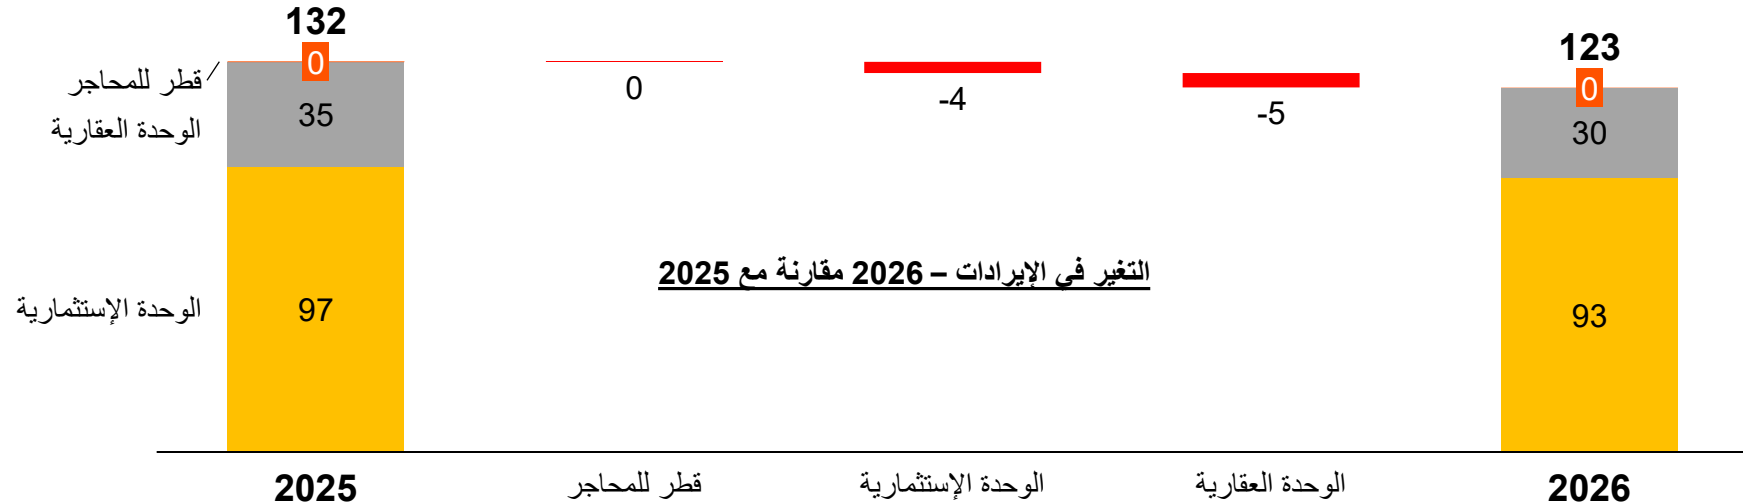 132
123
قطر للمحاجر
0
0
-4
-5
0
الوحدة العقارية
35
30
التغير في الإيرادات – 2026 مقارنة مع 2025
الوحدة الإستثمارية
97
93
2025
قطر للمحاجر
الوحدة الإستثمارية
الوحدة العقارية
2026